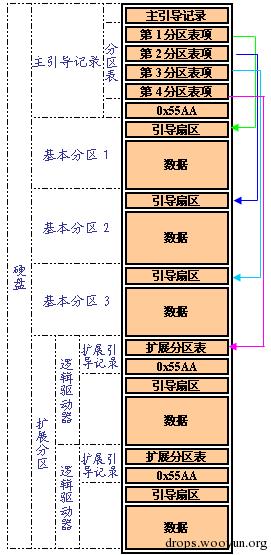 主引导记录
第1分区表项
第2分区表项
第3分区表项
第4分区表项
0x55AA
引导扇区
数据
引导扇区
数据
引导扇区
数据
扩展分区表
0x55AA
引导扇区
数据
扩展分区表
0x55AA
引导扇区
数据
硬盘
主引导记录
分区表
基本分区1
基本分区2
基本分区3
扩展分区
逻辑驱动器
扩展引导记录
逻辑驱动器
扩展引导记录
drops.wooyun.org